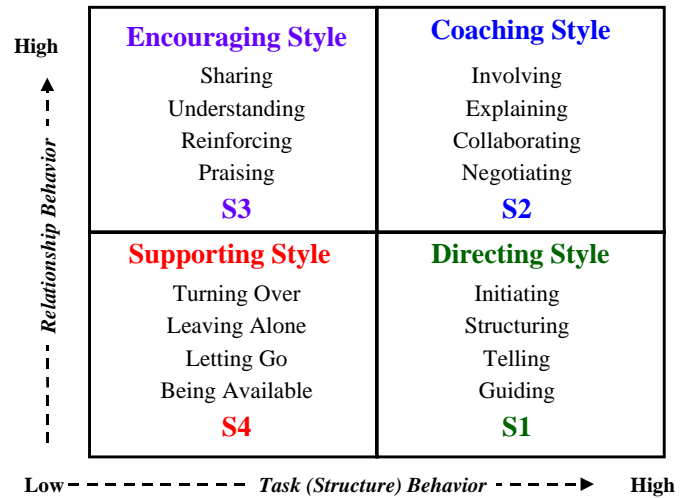 High
Encouraging Style
Sharing
Understanding
Reinforcing
Praising
S3
Coaching Style
Involving
Explaining
Collaborating
Negotiating
S2
Relationship Behavior
Supporting Style
Turning Over
Leaving Alone
Letting Go
Being Available
S4
Directing Style
Initiating
Structuring
Telling
Guiding
S1
Low
Task (Structure) Behavior
High